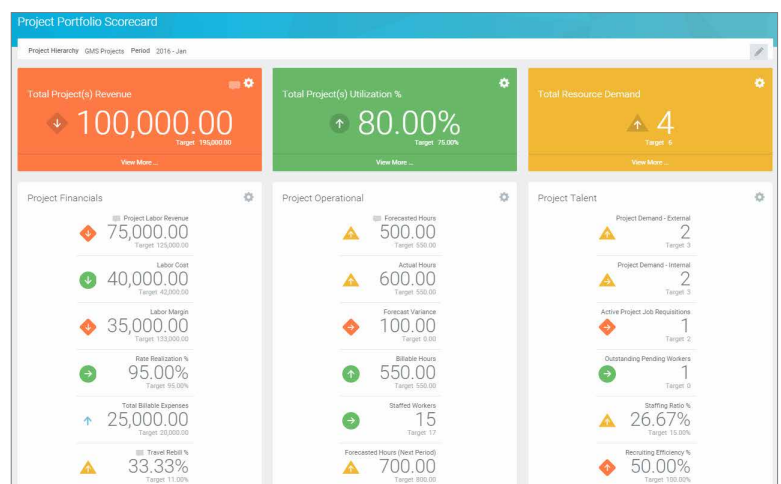 Project Portfolio Scorecard
Project Hierarchy GMS Projects Period 2016 - Jan
Total Project(s) Revenue
100,000.00
Target 195,000.00
View More ...
Total Project(s) Utilization %
80.00%
Target 75.00%
View More ...
Total Resource Demand
4
Target 6
View More ...
Project Financials
Project Labor Revenue
75,000.00
Target 125,000.00
Labor Cost
40,000.00
Target 42,000.00
Labor Margin
35,000.00
Target 133,000.00
Rate Realization %
95.00%
Target 95.00%
Total Billable Expenses
25,000.00
Target 20,000.00
Travel Rebill %
33.33%
Target 11.00%
Project Operational
Forecasted Hours
500.00
Target 550.00
Actual Hours
600.00
Target 550.00
Forecast Variance
100.00
Target 0.00
Billable Hours
550.00
Target 550.00
Staffed Workers
15
Target 17
Forecasted Hours (Next Period)
700.00
Target 800.00
Project Talent
Project Demand - External
2
Target 3
Project Demand - Internal
2
Target 3
Active Project Job Requisitions
1
Target 2
Outstanding Pending Workers
1
Target 0
Staffing Ratio %
26.67%
Target 15.00%
Recruiting Efficiency %
50.00%
Target 100.00%